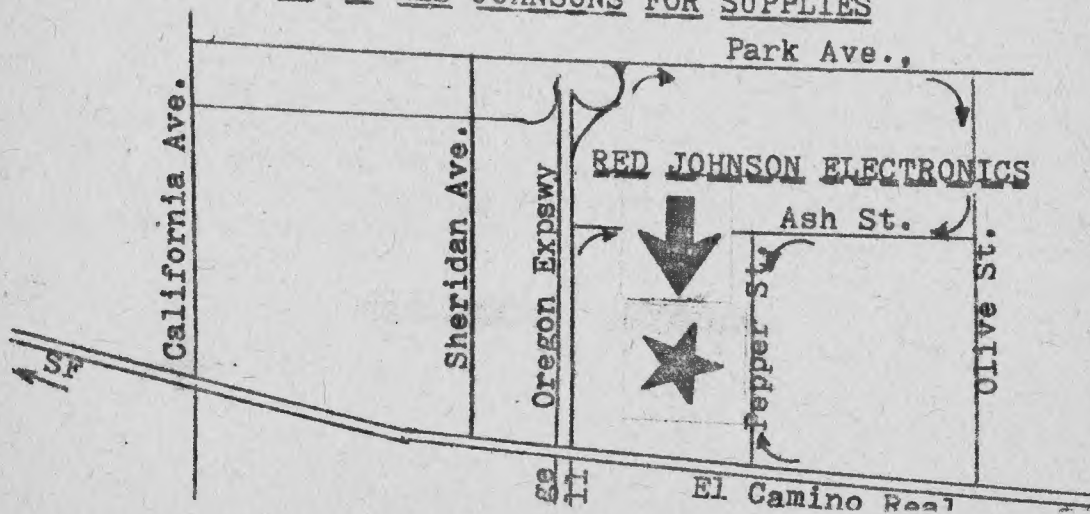 RED JOHNSONS FOR SUPPLIES
Park Ave.,
California Ave.
Sheridan Ave.
Oregon Expswy
RED JOHNSON ELECTRONICS
Ash St.
Pepper St.
Olive St.
SF
El Camino Real